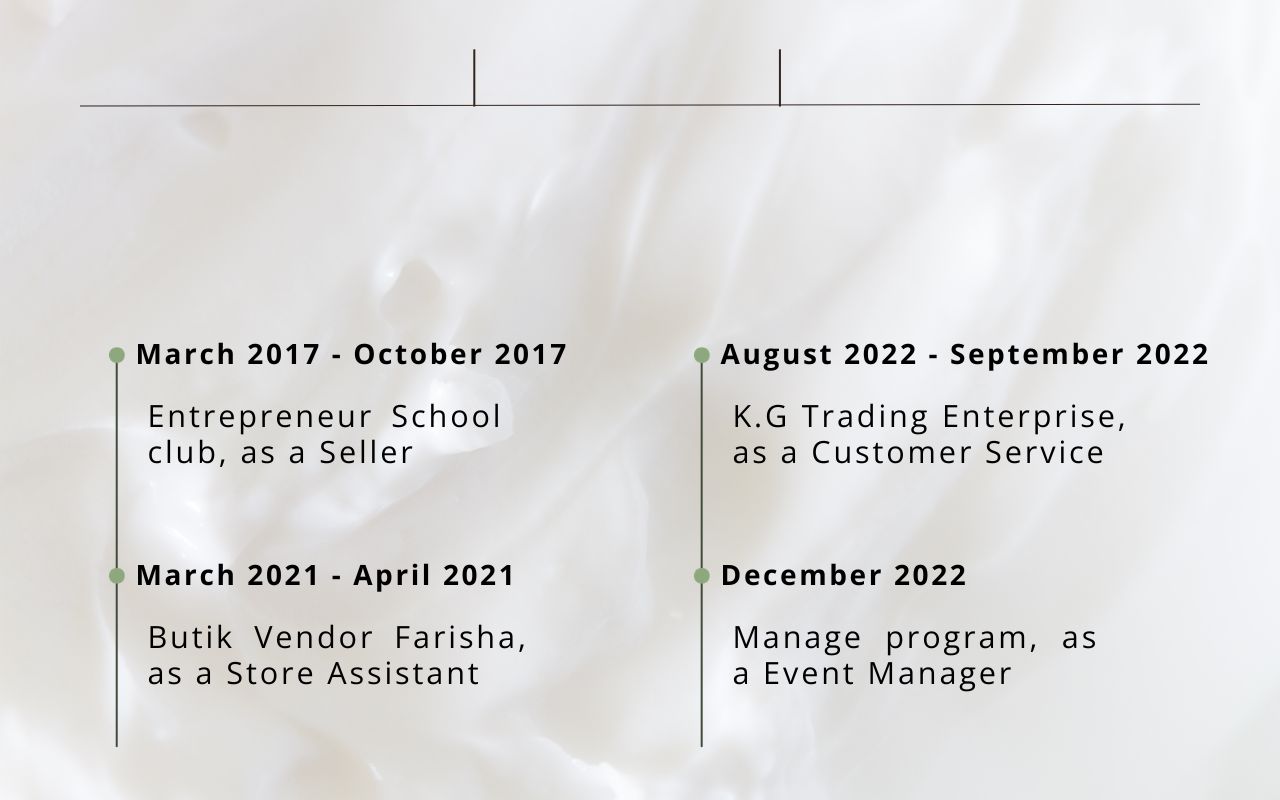 March 2017 - October 2017
Entrepreneur School
club, as a Seller
March 2021 - April 2021
Butik Vendor Farisha,
as a Store Assistant
August 2022 - September 2022
K.G Trading Enterprise,
as a Customer Service
December 2022
Manage program, as
a Event Manager